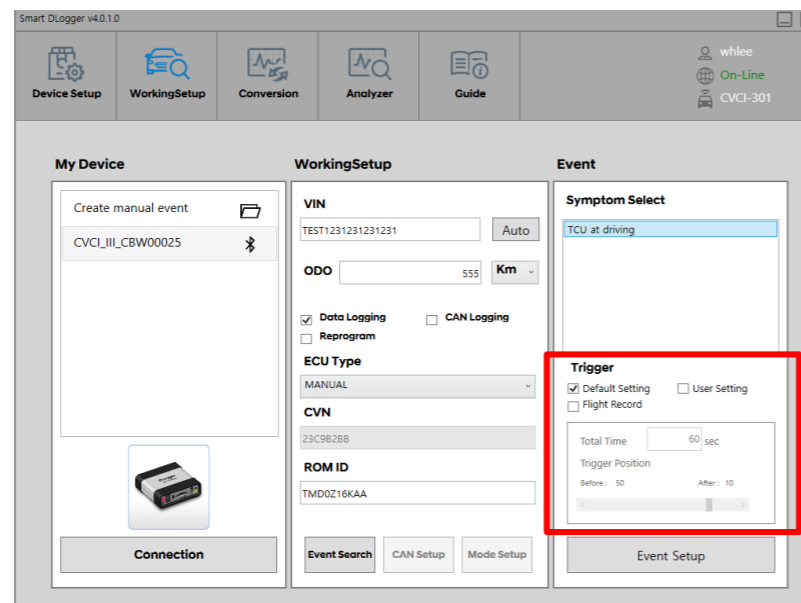 Smart DLogger v4.0.1.0
Device Setup
WorkingSetup
Conversion
Analyzer
Guide
whlee
On-Line
CVCI-301
My Device
Create manual event
CVCI_III_CBW00025
Connection
WorkingSetup
VIN
TEST1231231231231
Auto
ODO
555
Km
Data Logging
CAN Logging
Reprogram
ECU Type
MANUAL
CVN
23C9B2BB
ROM ID
TMD0Z16KAA
Event Search
CAN Setup
Mode Setup
Event
Symptom Select
TCU at driving
Trigger
Default Setting
User Setting
Flight Record
Total Time
60 sec
Trigger Position
Before : 50
After : 10
Event Setup